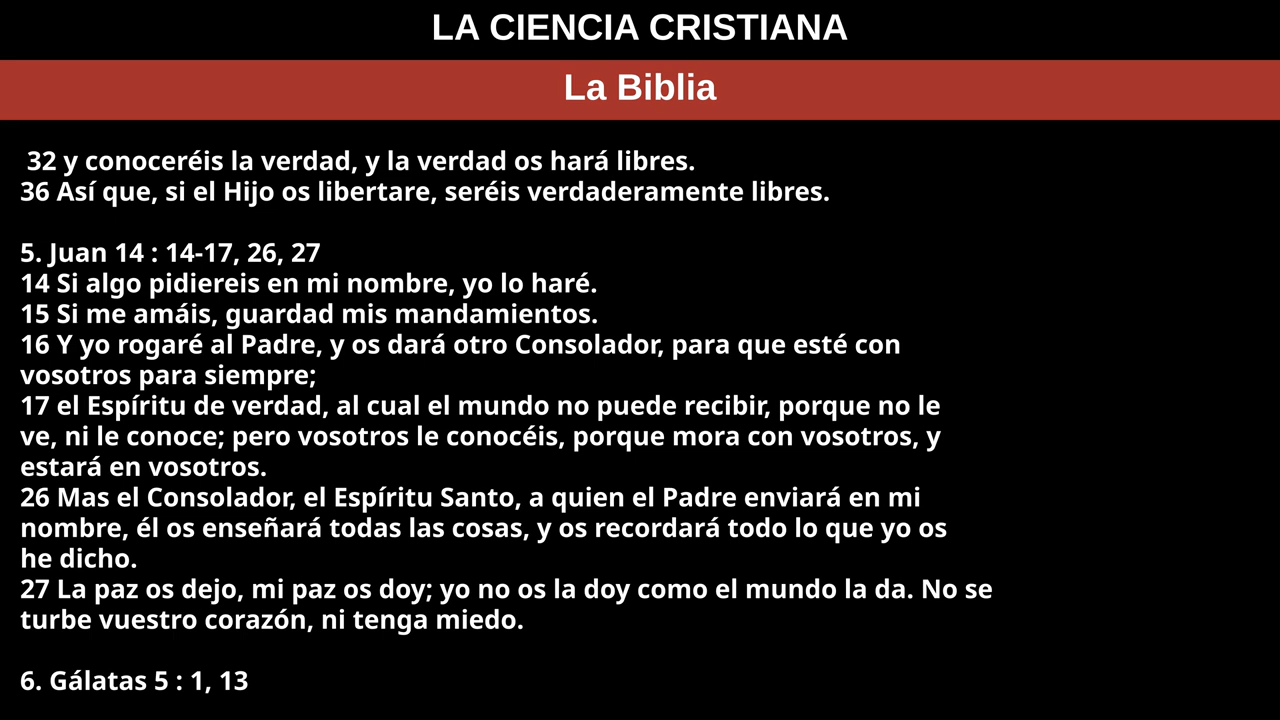 LA CIENCIA CRISTIANA
La Biblia
32 y conoceréis la verdad, y la verdad os hará libres.
36 Así que, si el Hijo os libertare, seréis verdaderamente libres.
5. Juan 14 : 14-17, 26, 27
14 Si algo pidiereis en mi nombre, yo lo haré.
15 Si me amáis, guardad mis mandamientos.
16 Y yo rogaré al Padre, y os dará otro Consolador, para que esté con
vosotros para siempre;
17 el Espíritu de verdad, al cual el mundo no puede recibir, porque no le
ve, ni le conoce; pero vosotros le conocéis, porque mora con vosotros, y
estará en vosotros.
26 Mas el Consolador, el Espíritu Santo, a quien el Padre enviará en mi
nombre, él os enseñará todas las cosas, y os recordará todo lo que yo os
he dicho.
27 La paz os dejo, mi paz os doy; yo no os la doy como el mundo la da. No se
turbe vuestro corazón, ni tenga miedo.
6. Gálatas 5 : 1, 13